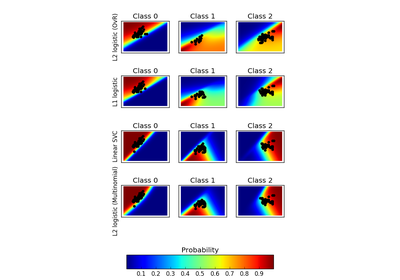 Class 0 Class 1 Class 2
L2 logistic (OvR)
Class 0 Class 1 Class 2
L1 logistic
Class 0 Class 1 Class 2
Linear SVC
Class 0 Class 1 Class 2
L2 logistic (Multinomial)
Probability
0.1 0.2 0.3 0.4 0.5 0.6 0.7 0.8 0.9